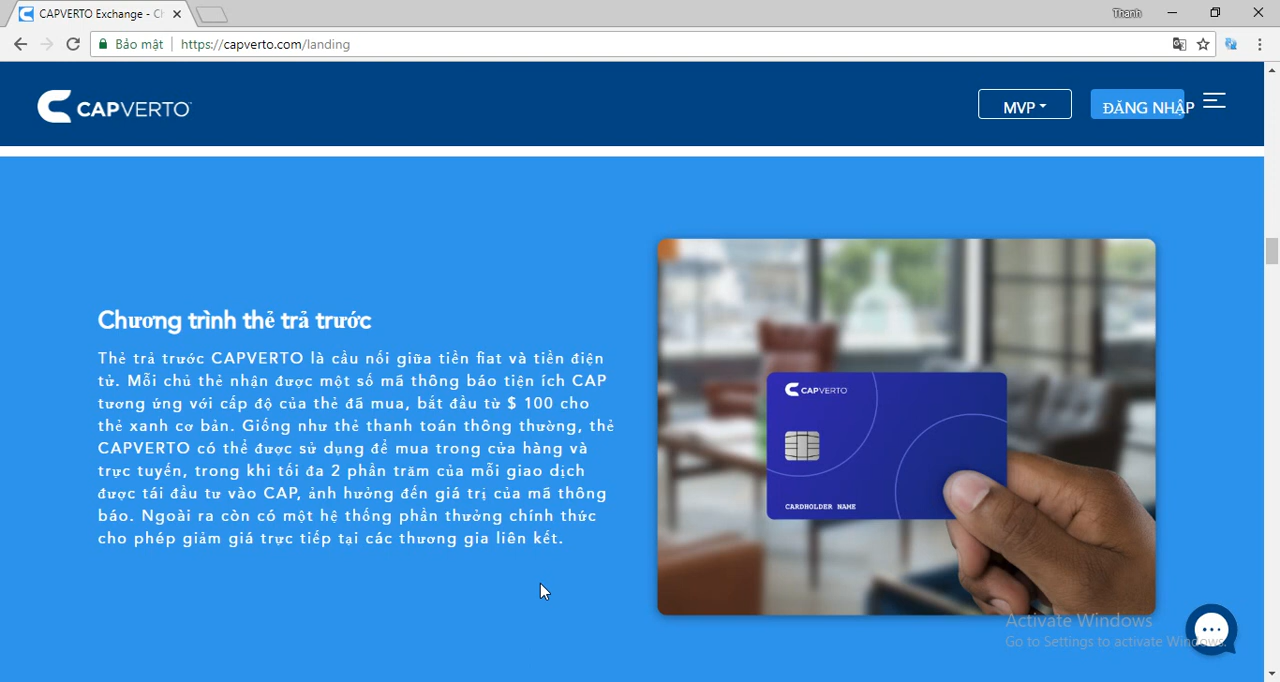 CAPVERTO Exchange - Ch
Thanh
Bảo mật
https://capverto.com/landing
CAPVERTO
MVP
ĐĂNG NHẬP
Chương trình thẻ trả trước
Thẻ trả trước CAPVERTO là cầu nối giữa tiền fiat và tiền điện
tử. Mỗi chủ thẻ nhận được một số mã thông báo tiện ích CAP
tương ứng với cấp độ của thẻ đã mua, bắt đầu từ $ 100 cho
thẻ xanh cơ bản. Giống như thẻ thanh toán thông thường, thẻ
CAPVERTO có thể được sử dụng để mua trong cửa hàng và
trực tuyến, trong khi tối đa 2 phần trăm của mỗi giao dịch
được tái đầu tư vào CAP, ảnh hưởng đến giá trị của mã thông
báo. Ngoài ra còn có một hệ thống phần thưởng chính thức
cho phép giảm giá trực tiếp tại các thương gia liên kết.
CAPVERTO
CARDHOLDER NAME
Activate Windows
Go to Settings to activate Windows.